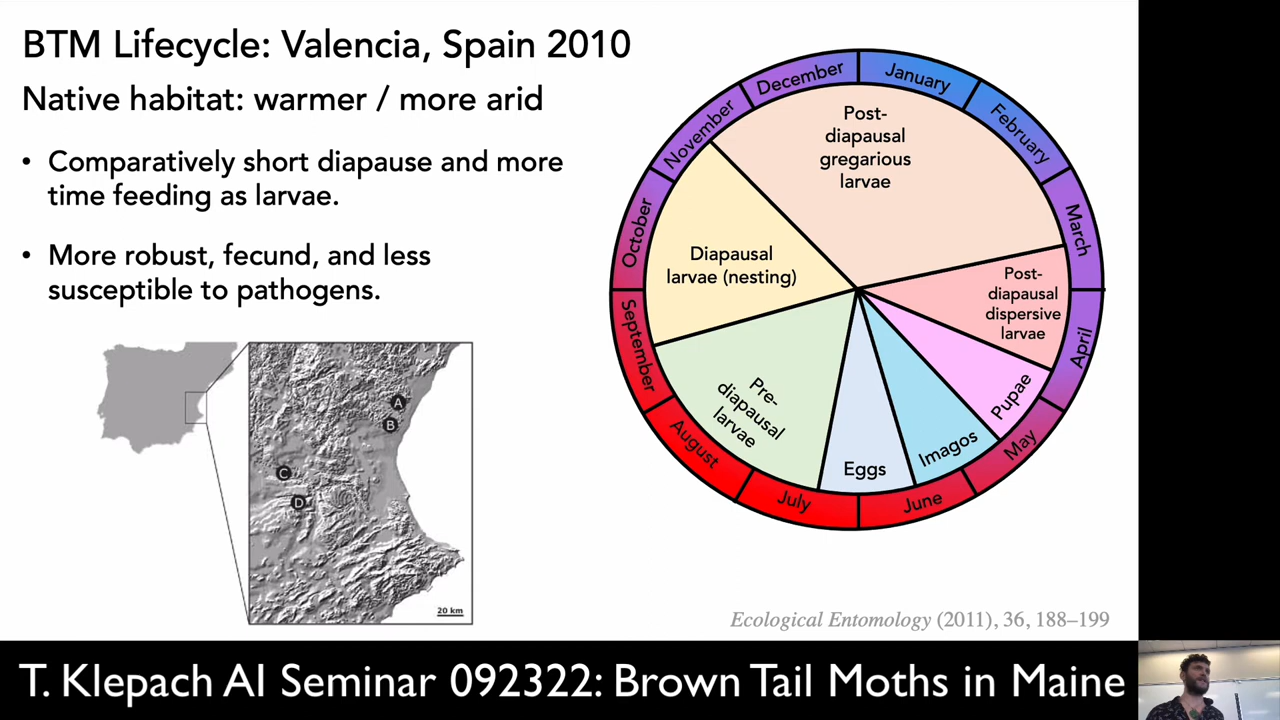 BTM Lifecycle: Valencia, Spain 2010
Native habitat: warmer / more arid
• Comparatively short diapause and more
time feeding as larvae.
• More robust, fecund, and less
susceptible to pathogens.
A
B
C
D
20 km
December
January
February
March
April
May
June
July
August
September
October
November
Post-
diapausal
gregarious
larvae
Post-
diapausal
dispersive
larvae
Pupae
Imagos
Eggs
Pre-
diapausal
larvae
Diapausal
larvae (nesting)
Ecological Entomology (2011), 36, 188–199
T. Klepach AI Seminar 092322: Brown Tail Moths in Maine